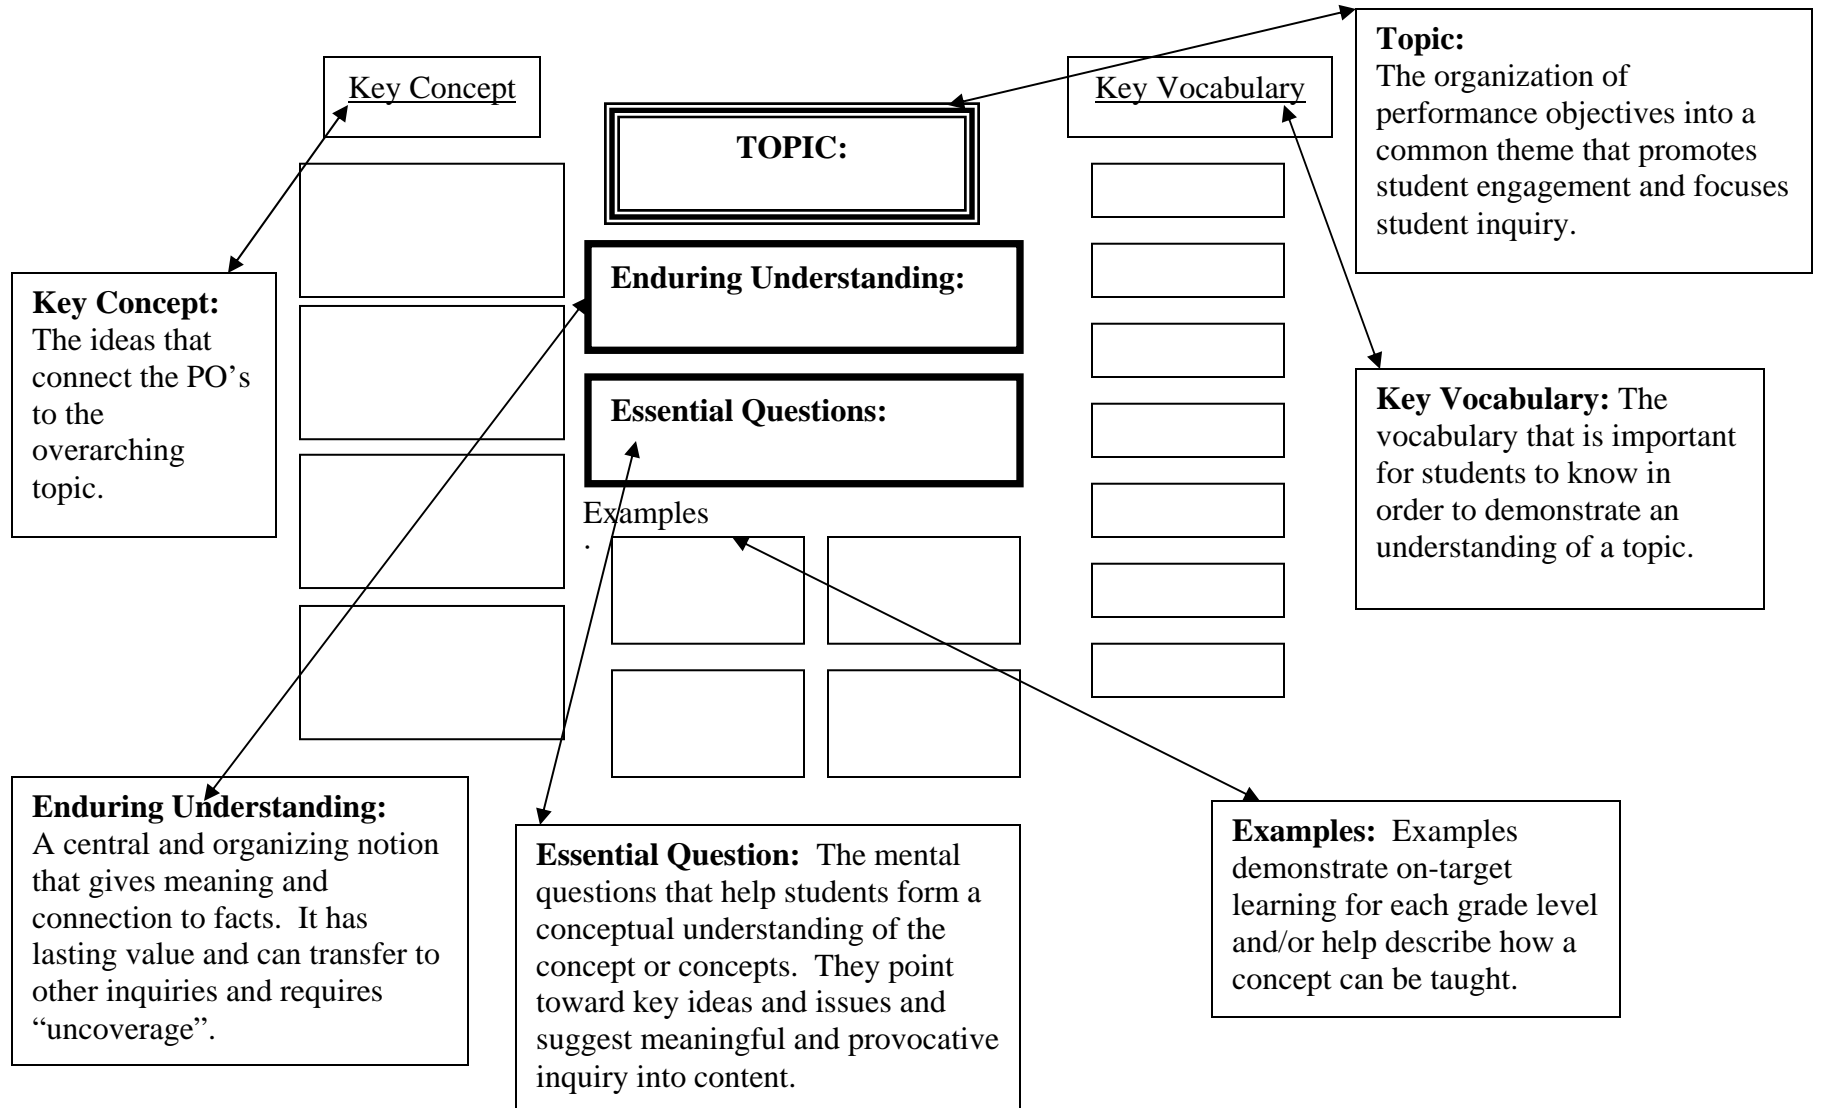 Key Concept
TOPIC:
Key Vocabulary
Topic:
The organization of
performance objectives into a
common theme that promotes
student engagement and focuses
student inquiry.
Enduring Understanding:
Key Concept:
The ideas that
connect the PO’s
to the
overarching
topic.
Essential Questions:
Key Vocabulary: The
vocabulary that is important
for students to know in
order to demonstrate an
understanding of a topic.
Examples
.
Enduring Understanding:
A central and organizing notion
that gives meaning and
connection to facts.  It has
lasting value and can transfer to
other inquiries and requires
“uncoverage”.
Essential Question:  The mental
questions that help students form a
conceptual understanding of the
concept or concepts.  They point
toward key ideas and issues and
suggest meaningful and provocative
inquiry into content.
Examples:  Examples
demonstrate on-target
learning for each grade level
and/or help describe how a
concept can be taught.